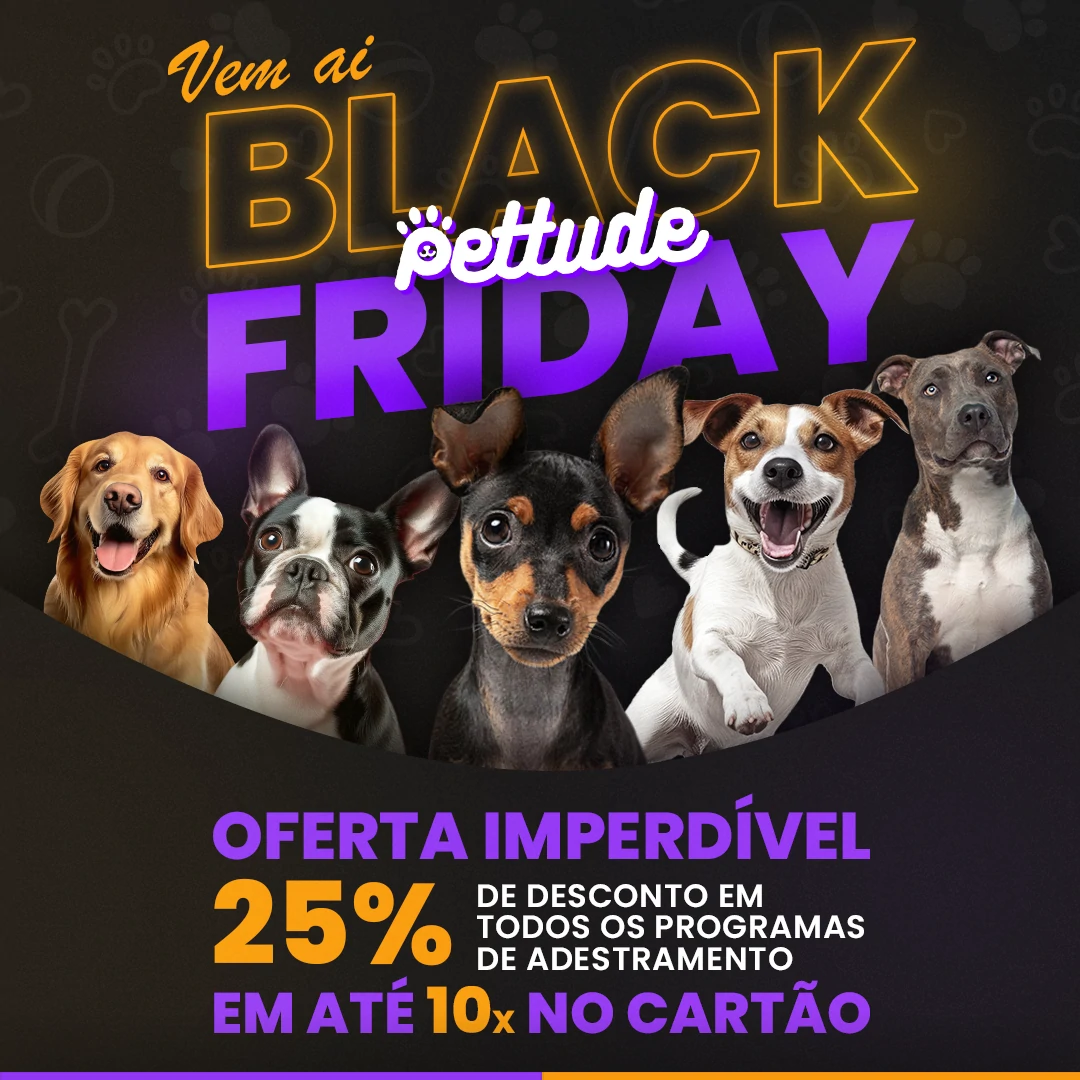 Vem ai
BLACK
pettude
FRIDAY
OFERTA IMPERDÍVEL
25% DE DESCONTO EM
TODOS OS PROGRAMAS
DE ADESTRAMENTO
EM ATÉ 10x NO CARTÃO